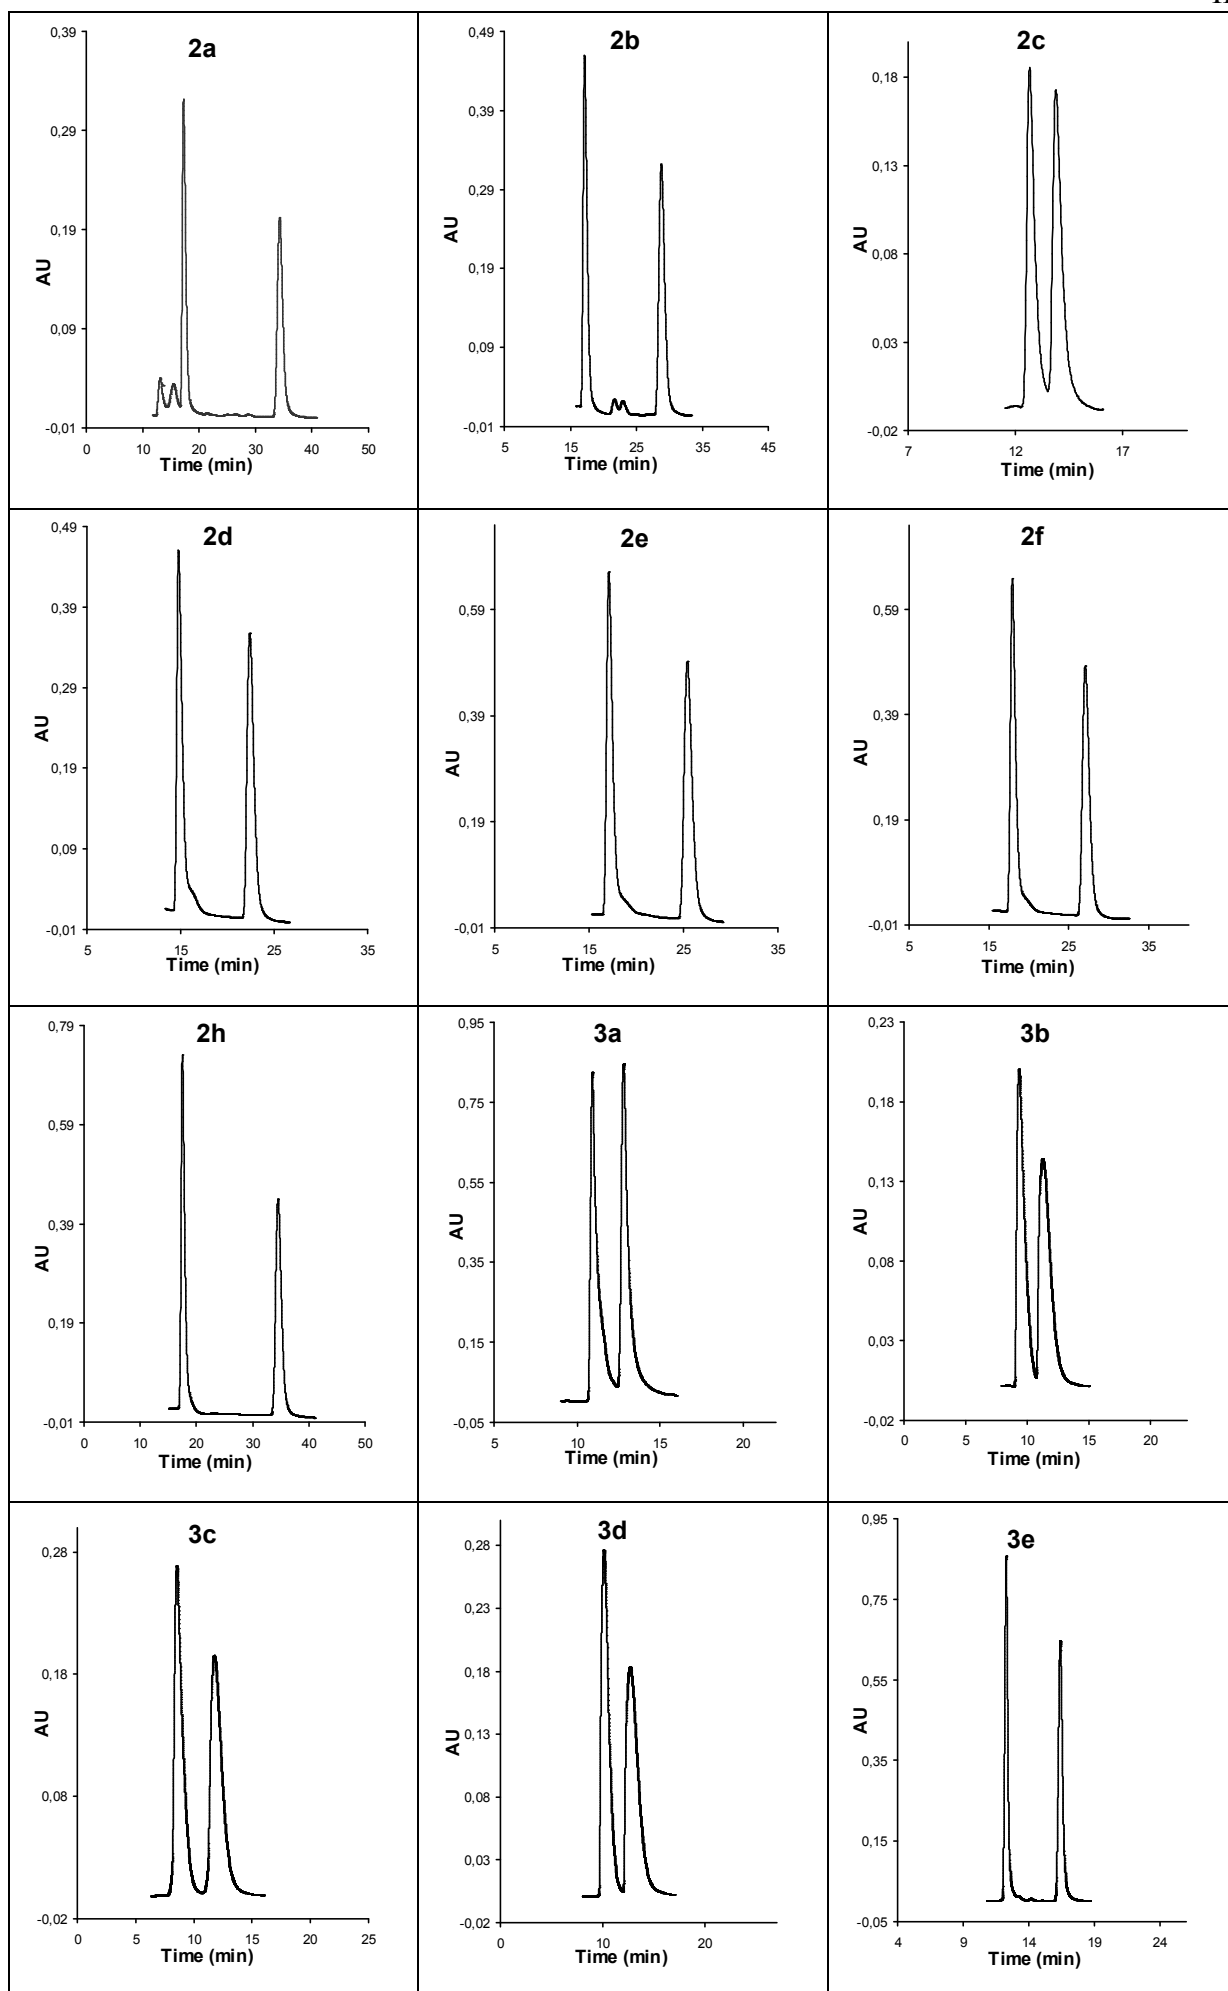 2a
0,39
0,29
0,19
0,09
-0,01
AU
0 10 20 30 40 50
Time (min)
2b
0,49
0,39
0,29
0,19
0,09
-0,01
AU
5 15 25 35 45
Time (min)
2c
0,18
0,13
0,08
0,03
-0,02
AU
7 12 17
Time (min)
2d
0,49
0,39
0,29
0,19
0,09
-0,01
AU
5 15 25 35
Time (min)
2e
0,59
0,39
0,19
-0,01
AU
5 15 25 35
Time (min)
2f
0,59
0,39
0,19
-0,01
AU
5 15 25 35
Time (min)
2h
0,79
0,59
0,39
0,19
-0,01
AU
0 10 20 30 40 50
Time (min)
3a
0,95
0,75
0,55
0,35
0,15
-0,05
AU
5 10 15 20
Time (min)
3b
0,23
0,18
0,13
0,08
0,03
-0,02
AU
0 5 10 15 20
Time (min)
3c
0,28
0,18
0,08
-0,02
AU
0 5 10 15 20 25
Time (min)
3d
0,28
0,23
0,18
0,13
0,08
0,03
-0,02
AU
0 10 20
Time (min)
3e
0,95
0,75
0,55
0,35
0,15
-0,05
AU
4 9 14 19 24
Time (min)